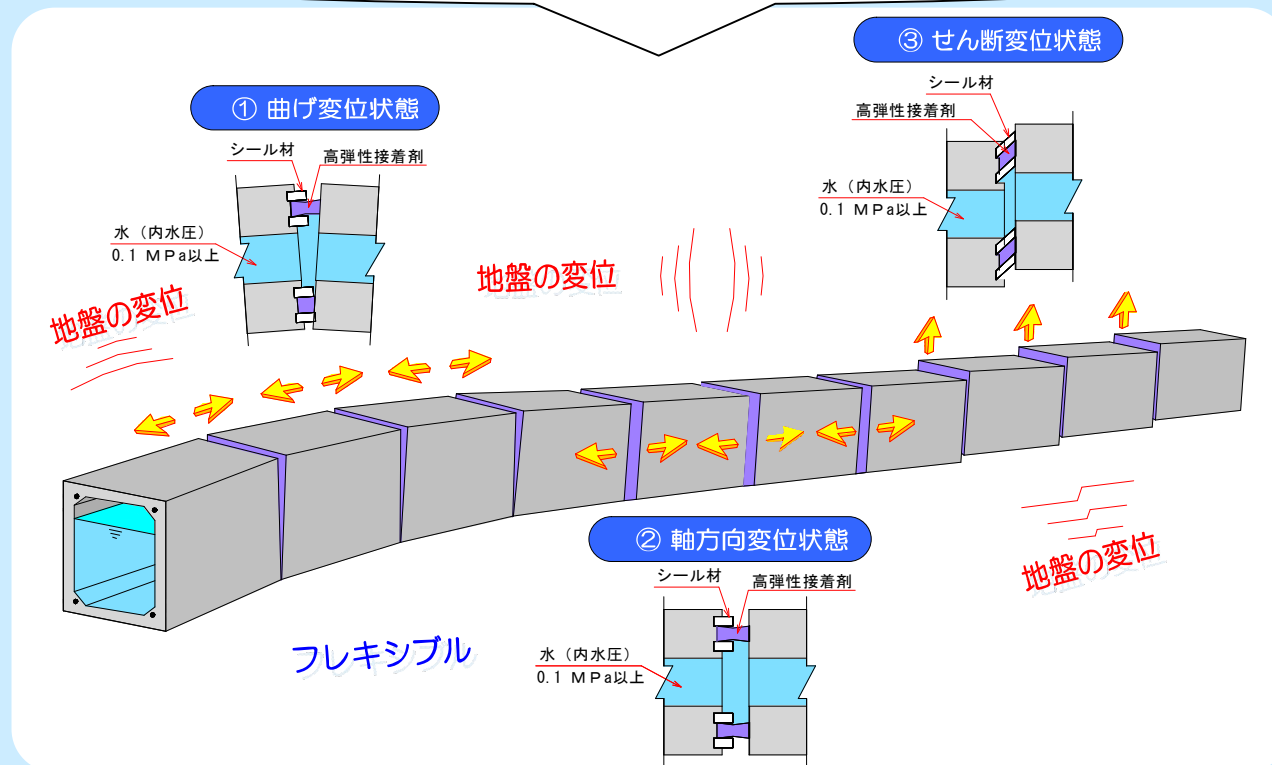 ③ せん断変位状態
シール材
高弾性接着剤
水（内水圧）
0.1 MPa以上
① 曲げ変位状態
シール材
高弾性接着剤
水（内水圧）
0.1 MPa以上
地盤の変位
地盤の変位
② 軸方向変位状態
シール材
高弾性接着剤
水（内水圧）
0.1 MPa以上
地盤の変位
フレキシブル